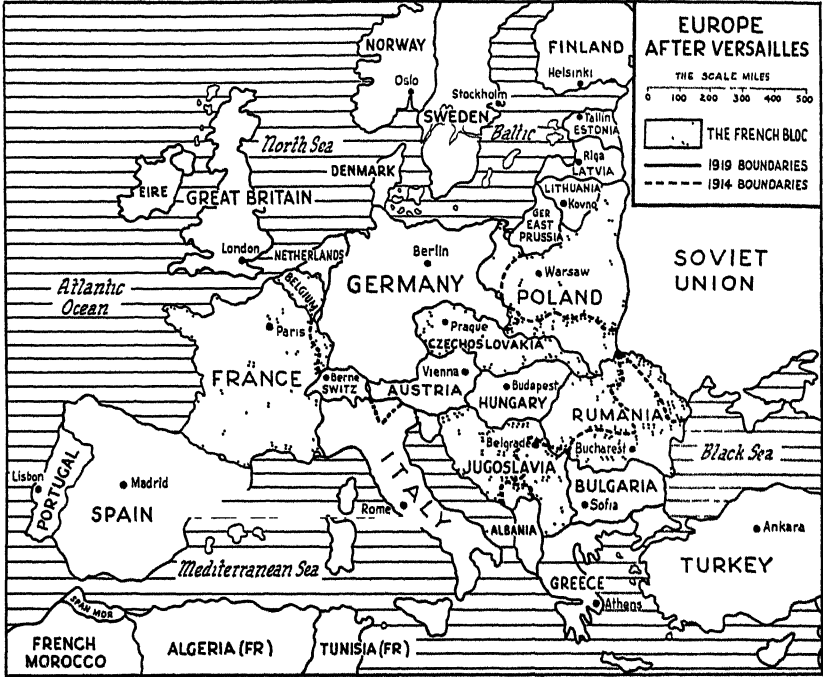 EUROPE
AFTER VERSAILLES
THE SCALE MILES
0 100 200 300 400 500
THE FRENCH BLOC
1919 BOUNDARIES
1914 BOUNDARIES
NORWAY
Oslo
FINLAND
Helsinki
Stockholm
SWEDEN
Baltic
Tallin
ESTONIA
Riga
LATVIA
LITHUANIA
Kovno
GER
EAST
PRUSSIA
North Sea
DENMARK
EIRE
GREAT BRITAIN
London
NETHERLANDS
BELGIUM
Berlin
GERMANY
Warsaw
POLAND
SOVIET
UNION
Atlantic
Ocean
Paris
FRANCE
Praque
CZECHOSLOVAKIA
Berne
SWITZ
Vienna
AUSTRIA
Budapest
HUNGARY
RUMANIA
Bucharest
Belgrade
JUGOSLAVIA
Black Sea
BULGARIA
Sofia
Lisbon
PORTUGAL
Madrid
SPAIN
ITALY
Rome
ALBANIA
GREECE
Athens
Ankara
TURKEY
Mediterranean Sea
SPAN MOR
FRENCH
MOROCCO
ALGERIA (FR)
TUNISIA (FR)